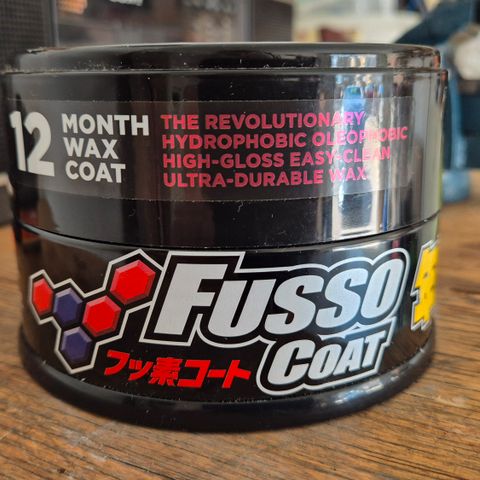 12 MONTH
WAX
COAT
THE REVOLUTIONARY
HYDROPHOBIC OLEOPHOBIC
HIGH-GLOSS EASY-CLEAN
ULTRA-DURABLE WAX
FUSSO
COAT
フッ素コート